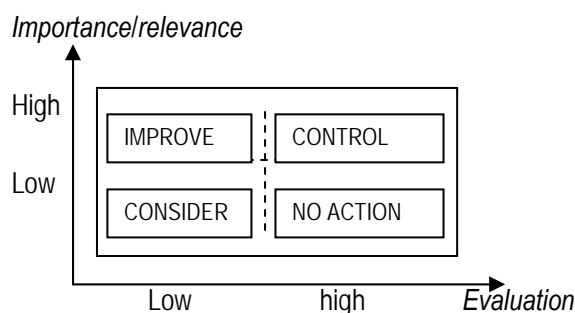 Importance/relevance
High
IMPROVE CONTROL
Low
CONSIDER NO ACTION
Low high Evaluation